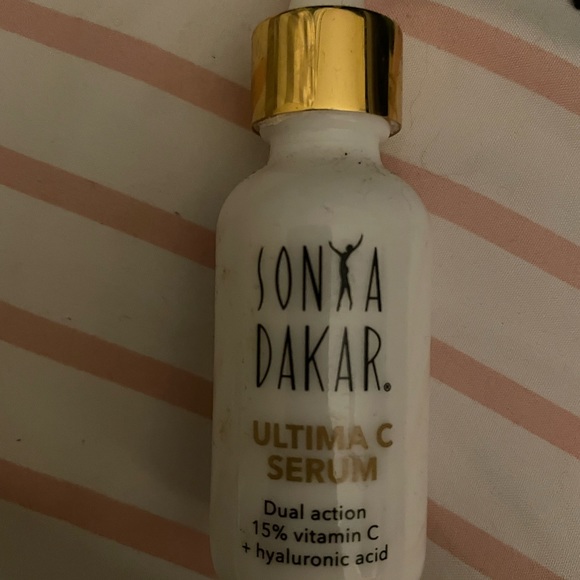 SONYA
DAKAR®
ULTIMA C
SERUM
Dual action
15% vitamin C
+ hyaluronic acid